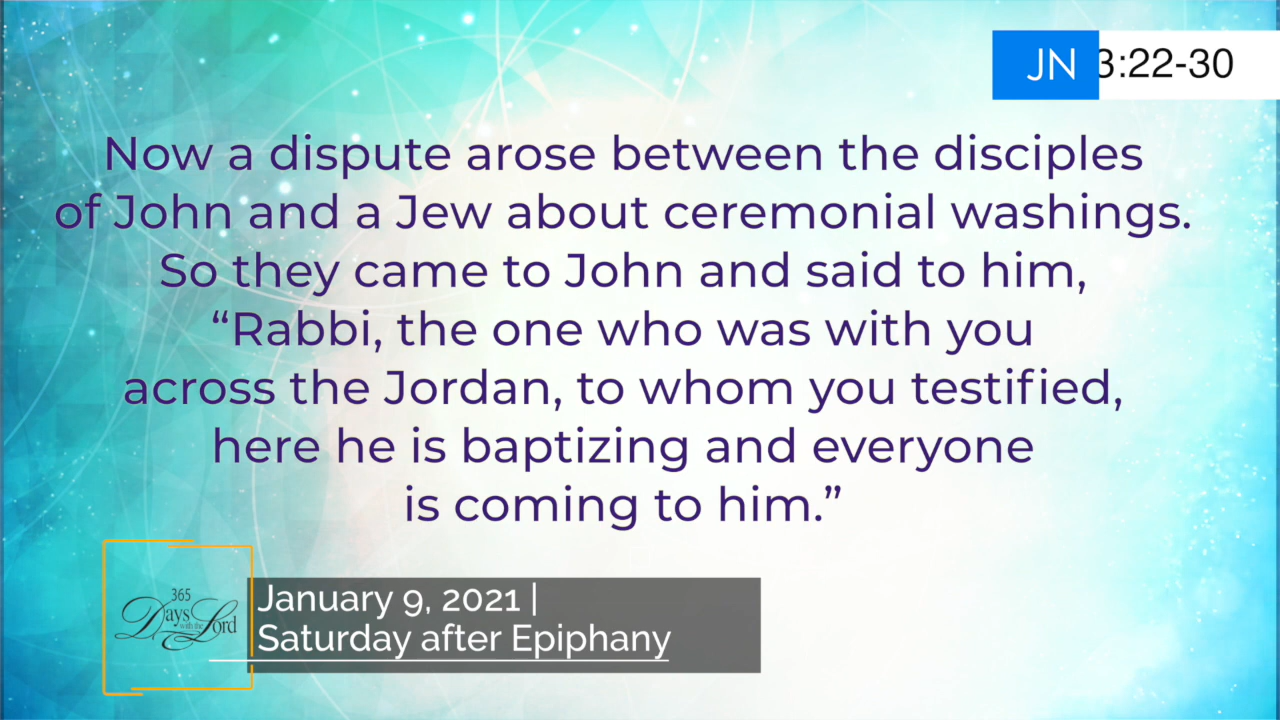 JN 3:22-30
Now a dispute arose between the disciples
of John and a Jew about ceremonial washings.
So they came to John and said to him,
“Rabbi, the one who was with you
across the Jordan, to whom you testified,
here he is baptizing and everyone
is coming to him.”
365
Days with the Lord
January 9, 2021 |
Saturday after Epiphany